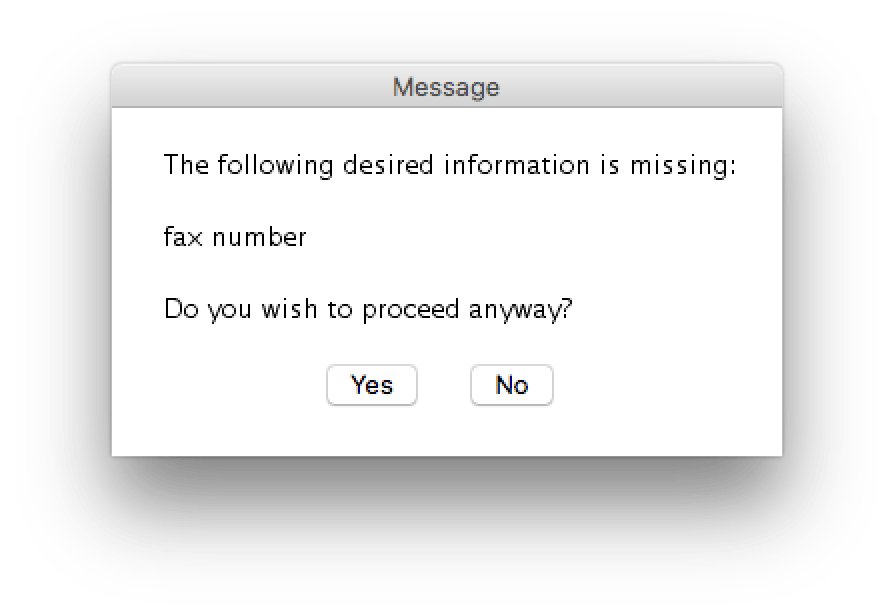 Message
The following desired information is missing:
fax number
Do you wish to proceed anyway?
Yes No